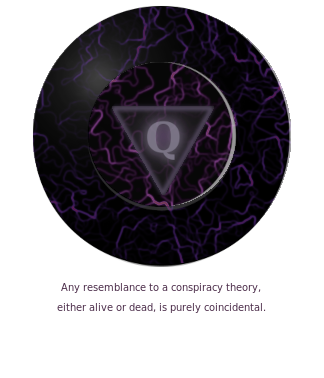 Q
Any resemblance to a conspiracy theory,
either alive or dead, is purely coincidental.